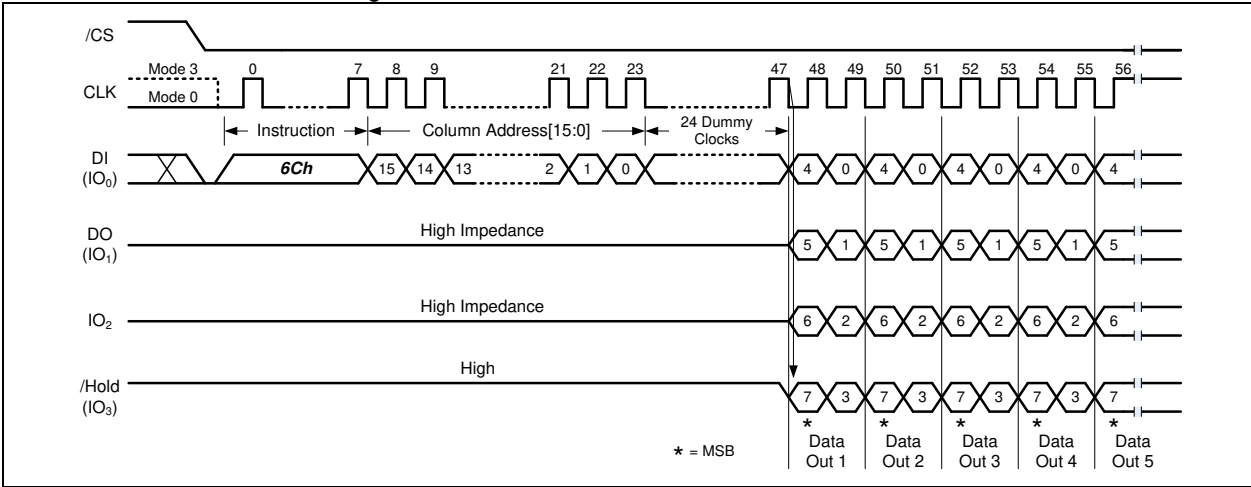 /CS
Mode 3 0 7 8 9 21 22 23 47 48 49 50 51 52 53 54 55 56
CLK
Mode 0
Instruction Column Address[15:0] 24 Dummy Clocks
DI
(IO0) 6Ch 15 14 13 2 1 0 4 0 4 0 4 0 4 0 4
DO
(IO1) High Impedance 5 1 5 1 5 1 5 1 5
IO2 High Impedance 6 2 6 2 6 2 6 2 6
/Hold
(IO3) High 7 3 7 3 7 3 7 3 7
* * * * *
* = MSB
Data Out 1
Data Out 2
Data Out 3
Data Out 4
Data Out 5